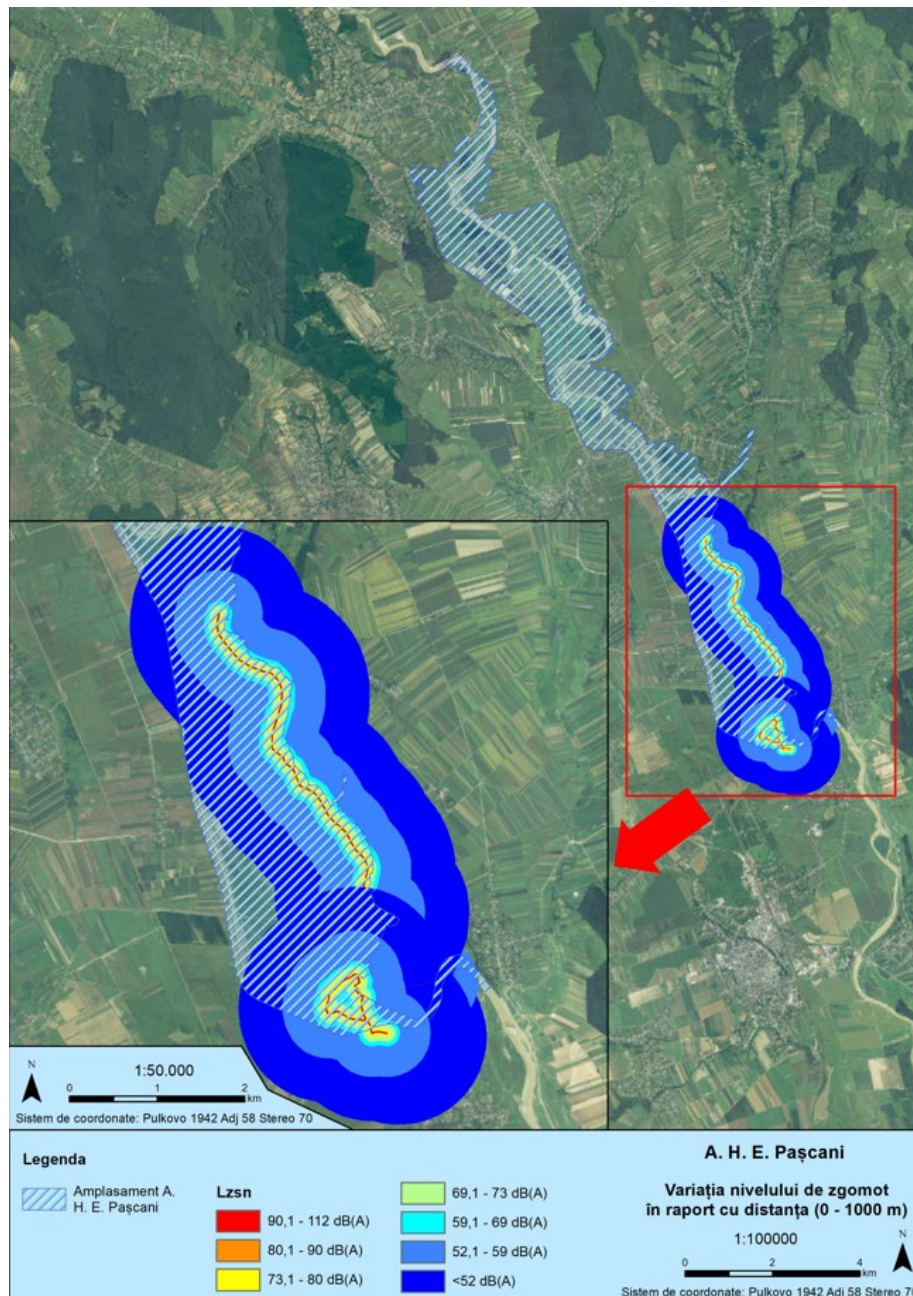 N
1:50.000
0 1 2
km
Sistem de coordonate: Pulkovo 1942 Adj 58 Stereo 70
Legenda
Amplasament A.
H. E. Pașcani
Lzsn
90,1 - 112 dB(A)
80,1 - 90 dB(A)
73,1 - 80 dB(A)
69,1 - 73 dB(A)
59,1 - 69 dB(A)
52,1 - 59 dB(A)
<52 dB(A)
A. H. E. Pașcani
Variația nivelului de zgomot
în raport cu distanța (0 - 1000 m)
1:100000
N
0 2 4
km
Sistem de coordonate: Pulkovo 1942 Adj 58 Stereo 7